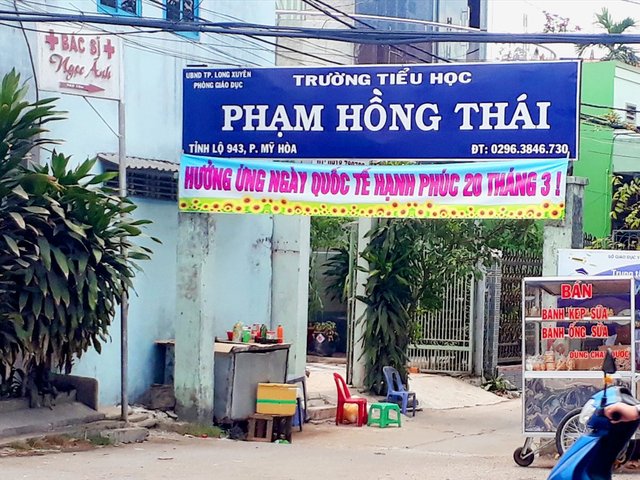 BÁC SĨ
Ngọc Anh
UBND TP. LONG XUYÊN
PHÒNG GIÁO DỤC
TRƯỜNG TIỂU HỌC
PHẠM HỒNG THÁI
TỈNH LỘ 943, P. MỸ HÒA
ĐT: 0296.3846.730
HƯỞNG ỨNG NGÀY QUỐC TẾ HẠNH PHÚC 20 THÁNG 3 !
BÁN
BÁNH KẸP SỮA
BÁNH ỐNG SỮA